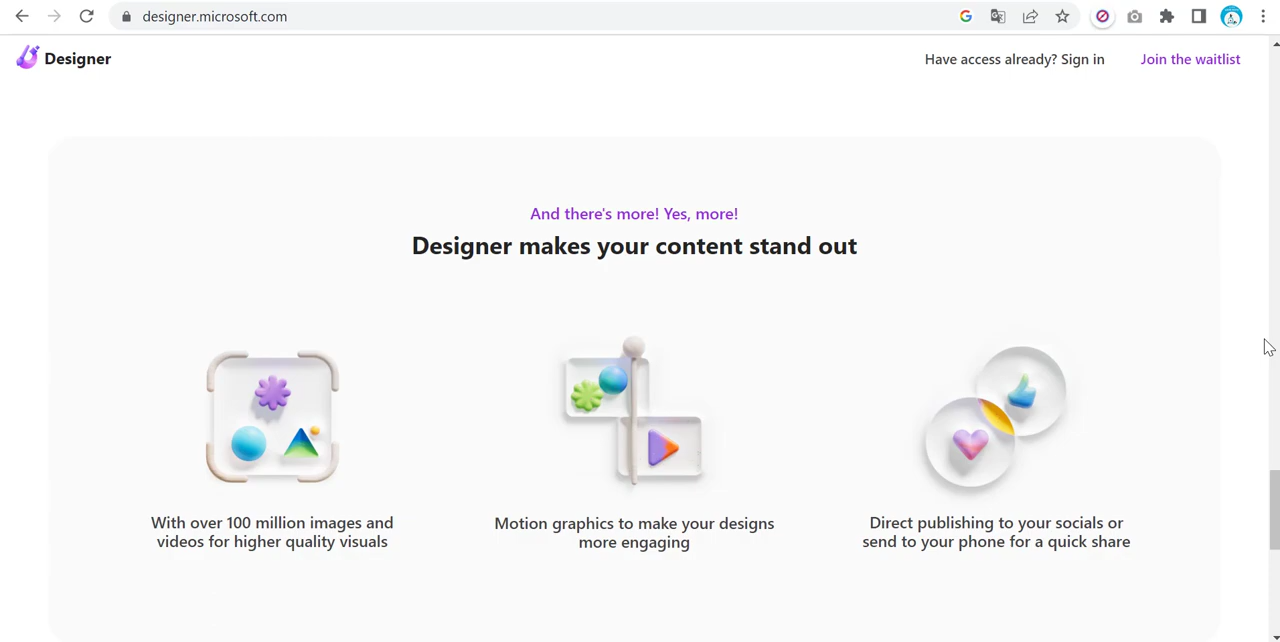 designer.microsoft.com
Designer
Have access already? Sign in
Join the waitlist
And there's more! Yes, more!
Designer makes your content stand out
With over 100 million images and
videos for higher quality visuals
Motion graphics to make your designs
more engaging
Direct publishing to your socials or
send to your phone for a quick share